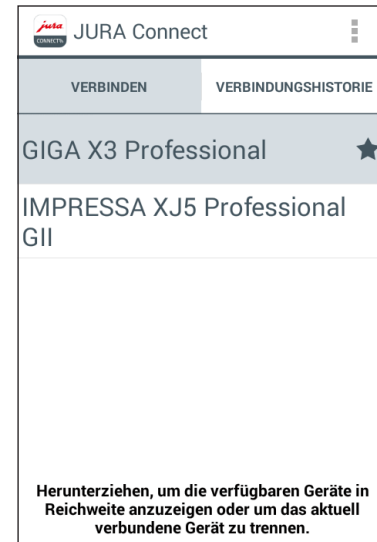 jura
CONNECT
JURA Connect
VERBINDEN
VERBINDUNGSHISTORIE
GIGA X3 Professional
IMPRESSA XJ5 Professional
GII
Herunterziehen, um die verfügbaren Geräte in
Reichweite anzuzeigen oder um das aktuell
verbundene Gerät zu trennen.